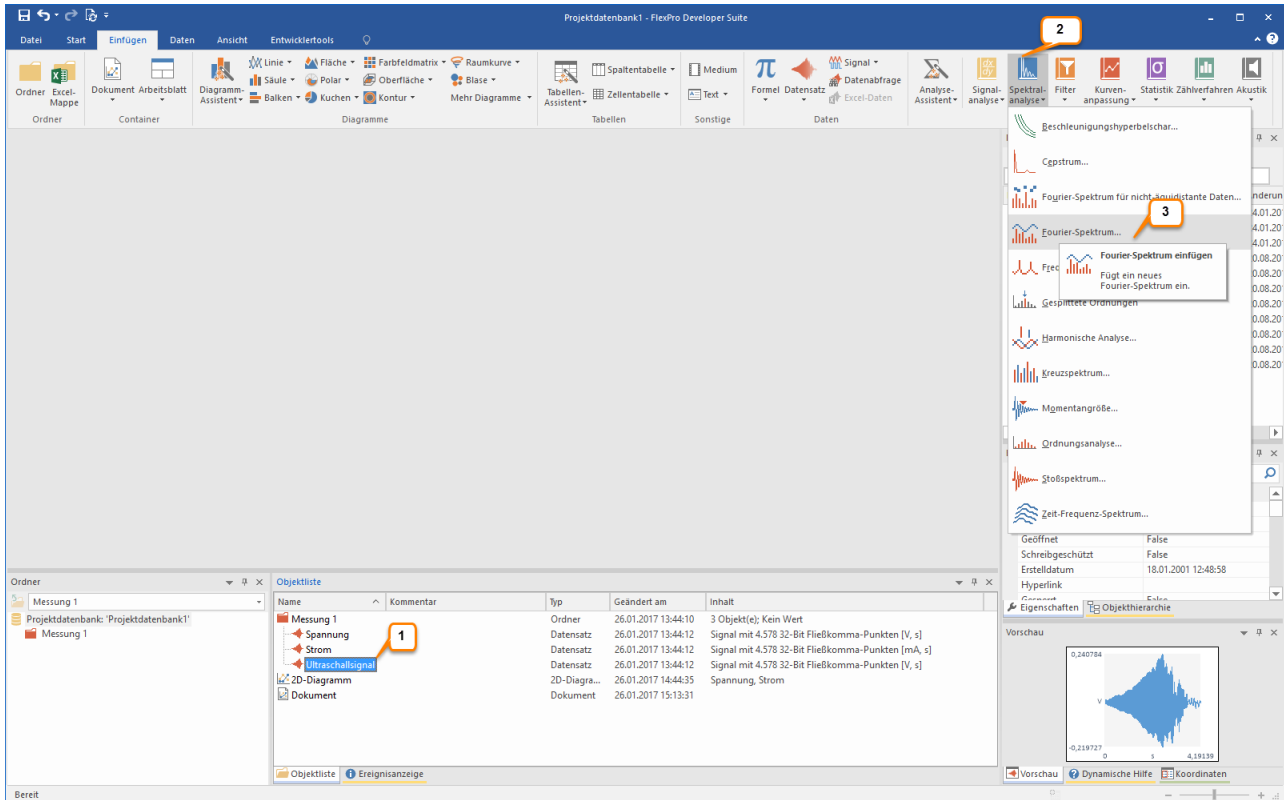 Projektdatenbank1 - FlexPro Developer Suite
Datei Start Einfügen Daten Ansicht Entwicklertools
2
Ordner Excel-Mappe
Ordner
Dokument Arbeitsblatt
Container
Diagramm-Assistent
Linie Fläche Farbfeldmatrix Raumkurve
Säule Polar Oberfläche Blase
Balken Kuchen Kontur Mehr Diagramme
Diagramme
Tabellen-Assistent
Spaltentabelle
Zellentabelle
Tabellen
Medium
Text
Sonstige
Formel Datensatz
Signal
Datenabfrage
Excel-Daten
Daten
Analyse-Assistent
Signal-analyse
Spektral-analyse
Filter
Kurven-anpassung
Statistik
Zählverfahren
Akustik
Beschleunigungshyperbelschar...
Cepstrum...
Fourier-Spektrum für nicht-äquidistante Daten...
3
Fourier-Spektrum...
Fourier-Spektrum einfügen
Fügt ein neues
Fourier-Spektrum ein.
Gesplittete Ordnungen
Harmonische Analyse...
Kreuzspektrum...
Momentangröße...
Ordnungsanalyse...
Stoßspektrum...
Zeit-Frequenz-Spektrum...
Geöffnet False
Schreibgeschützt False
Erstelldatum 18.01.2001 12:48:58
Hyperlink
Eigenschaften Objekthierarchie
Ordner
Messung 1
Projektdatenbank: 'Projektdatenbank1'
Messung 1
Objektliste
Name Kommentar Typ Geändert am Inhalt
Messung 1 Ordner 26.01.2017 13:44:10 3 Objekt(e); Kein Wert
Spannung Datensatz 26.01.2017 13:44:12 Signal mit 4.578 32-Bit Fließkomma-Punkten [V, s]
1
Strom Datensatz 26.01.2017 13:44:12 Signal mit 4.578 32-Bit Fließkomma-Punkten [mA, s]
Ultraschallsignal Datensatz 26.01.2017 13:44:12 Signal mit 4.578 32-Bit Fließkomma-Punkten [V, s]
2D-Diagramm 2D-Diagra... 26.01.2017 14:44:35 Spannung, Strom
Dokument Dokument 26.01.2017 15:13:31
Objektliste Ereignisanzeige
Vorschau
0,240784
V
-0,219727
0 s 4,19139
Vorschau Dynamische Hilfe Koordinaten
Bereit